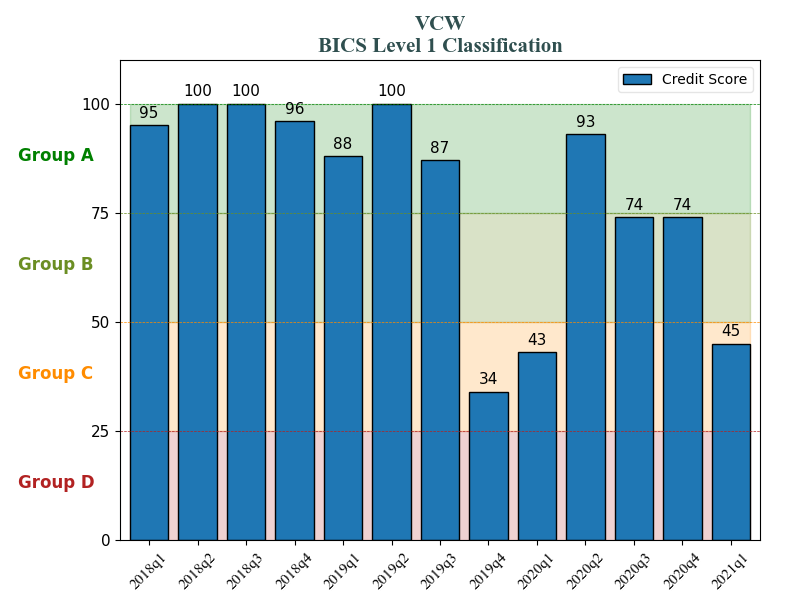 VCW
BICS Level 1 Classification
Credit Score
100
75
50
25
0
Group A
Group B
Group C
Group D
95
100
100
96
88
100
87
34
43
93
74
74
45
2018q1
2018q2
2018q3
2018q4
2019q1
2019q2
2019q3
2019q4
2020q1
2020q2
2020q3
2020q4
2021q1